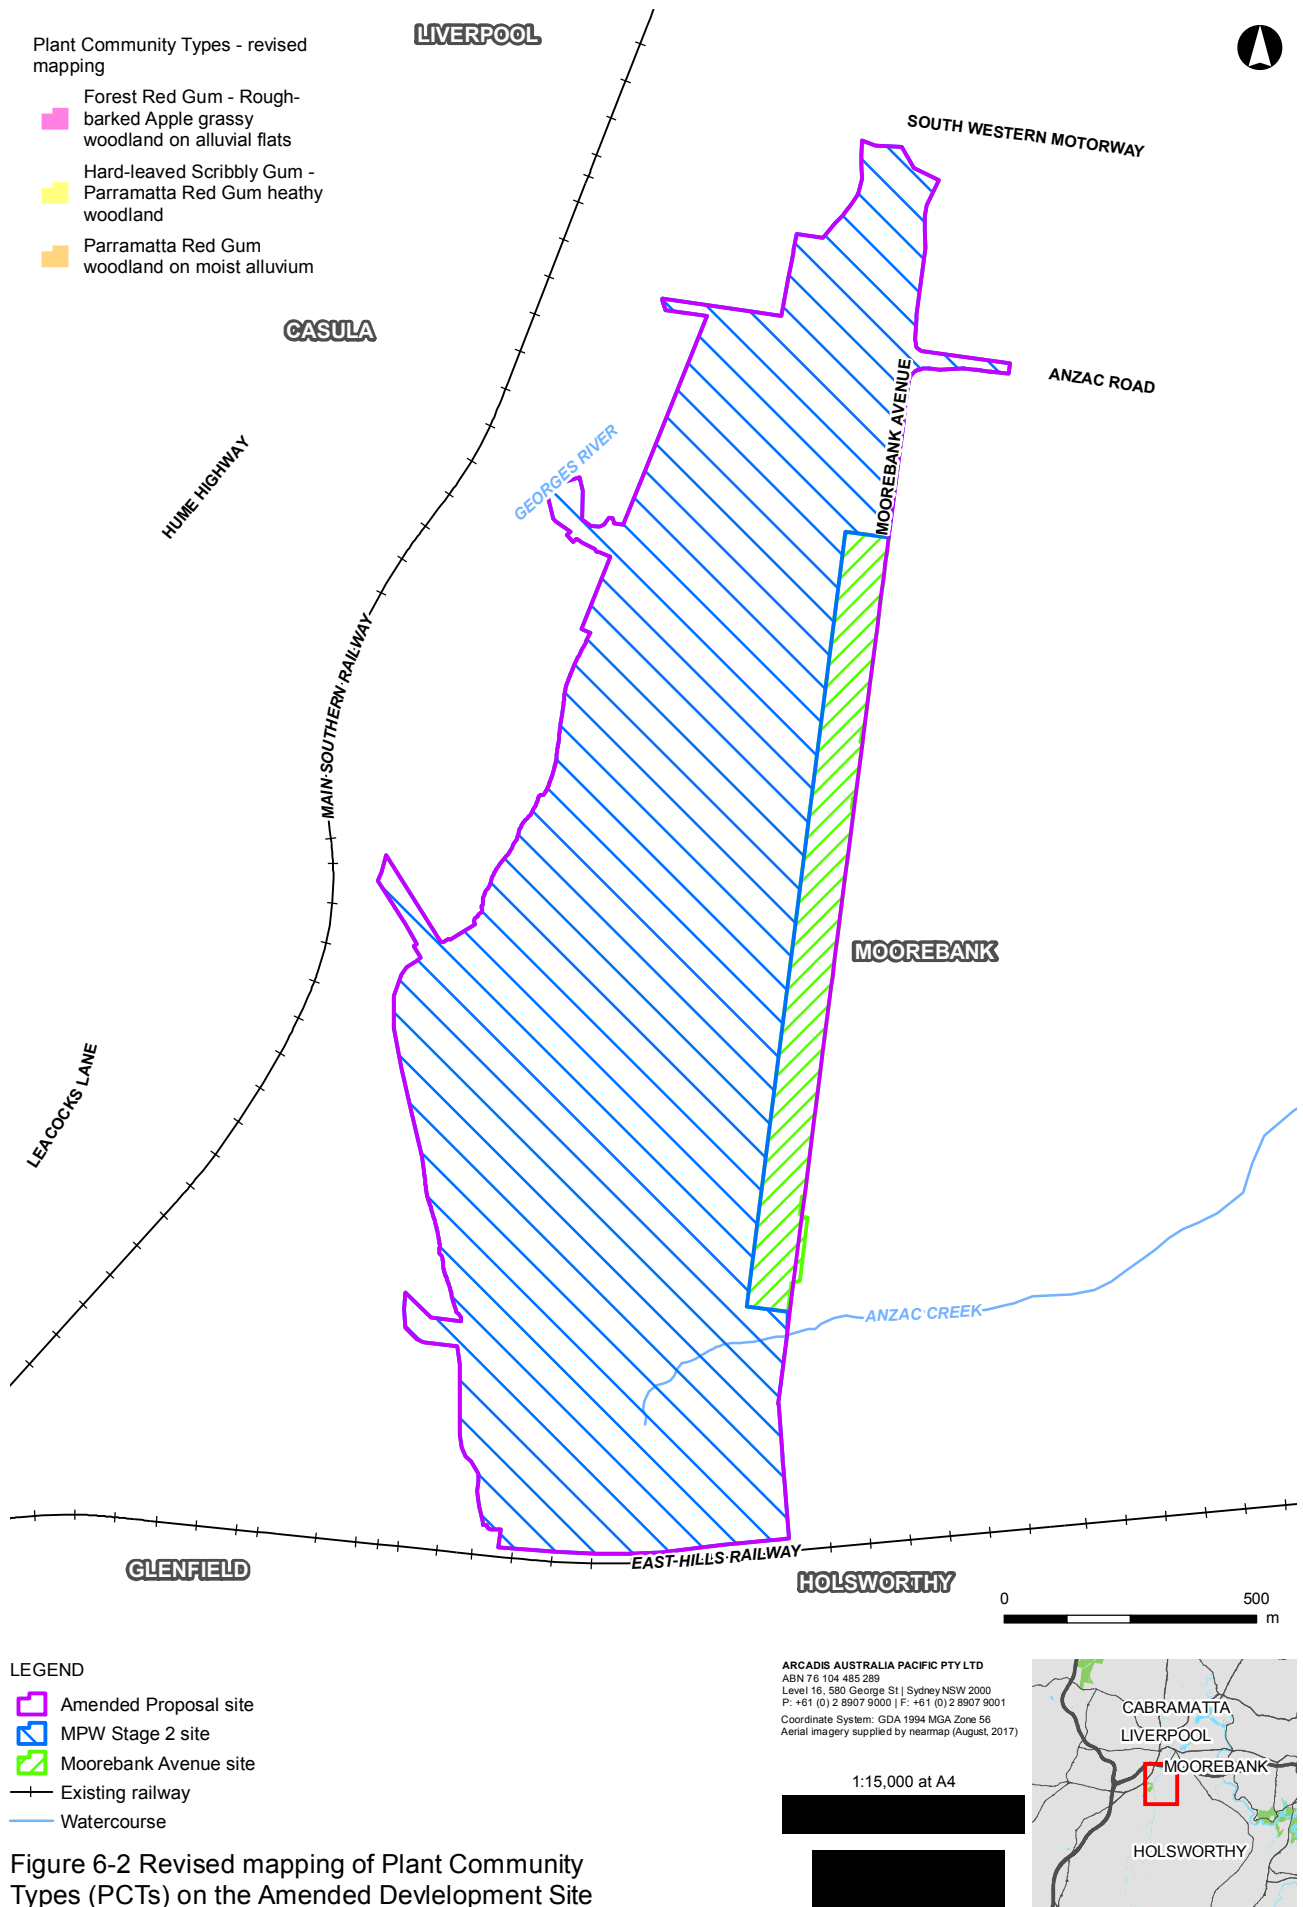 LIVERPOOL
Plant Community Types - revised
mapping
Forest Red Gum - Rough-
barked Apple grassy
woodland on alluvial flats
Hard-leaved Scribbly Gum -
Parramatta Red Gum heathy
woodland
Parramatta Red Gum
woodland on moist alluvium
SOUTH WESTERN MOTORWAY
CASULA
ANZAC ROAD
MOOREBANK AVENUE
GEORGES RIVER
HUME HIGHWAY
MAIN SOUTHERN RAILWAY
MOOREBANK
LEACOCKS LANE
ANZAC CREEK
EAST HILLS RAILWAY
GLENFIELD
HOLSWORTHY
0 500
m
LEGEND
Amended Proposal site
MPW Stage 2 site
Moorebank Avenue site
Existing railway
Watercourse
ARCADIS AUSTRALIA PACIFIC PTY LTD
ABN 76 104 485 289
Level 16, 580 George St | Sydney NSW 2000
P: +61 (0) 2 8907 9000 | F: +61 (0) 2 8907 9001
Coordinate System: GDA 1994 MGA Zone 56
Aerial imagery supplied by nearmap (August, 2017)
1:15,000 at A4
CABRAMATTA
LIVERPOOL
MOOREBANK
HOLSWORTHY
Figure 6-2 Revised mapping of Plant Community
Types (PCTs) on the Amended Devlelopment Site